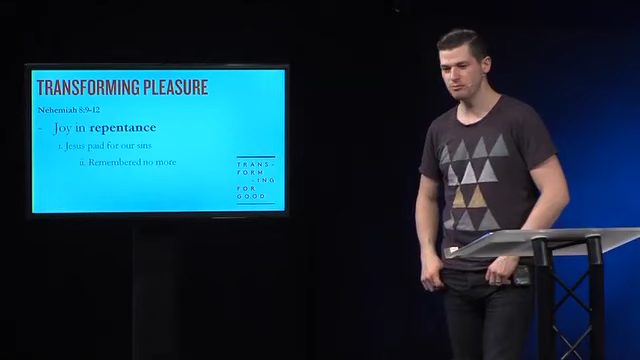 TRANSFORMING PLEASURE
Nehemiah 8:9-12
- Joy in repentance
i. Jesus paid for our sins
ii. Remembered no more
TRANS-
FORM
-ING
FOR
GOOD